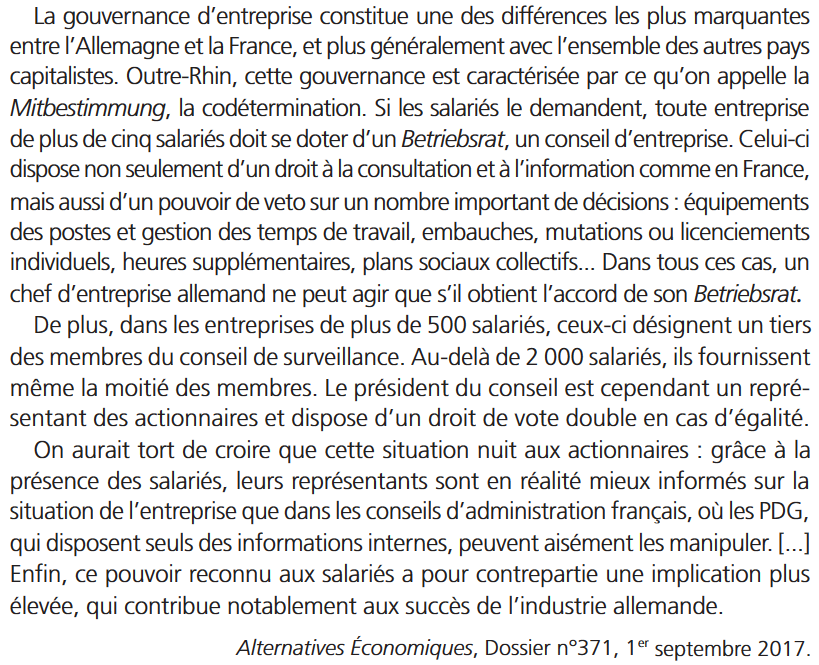 La gouvernance d’entreprise constitue une des différences les plus marquantes
entre l’Allemagne et la France, et plus généralement avec l’ensemble des autres pays
capitalistes. Outre-Rhin, cette gouvernance est caractérisée par ce qu’on appelle la
Mitbestimmung, la codétermination. Si les salariés le demandent, toute entreprise
de plus de cinq salariés doit se doter d’un Betriebsrat, un conseil d’entreprise. Celui-ci
dispose non seulement d’un droit à la consultation et à l’information comme en France,
mais aussi d’un pouvoir de veto sur un nombre important de décisions : équipements
des postes et gestion des temps de travail, embauches, mutations ou licenciements
individuels, heures supplémentaires, plans sociaux collectifs... Dans tous ces cas, un
chef d’entreprise allemand ne peut agir que s’il obtient l’accord de son Betriebsrat.
De plus, dans les entreprises de plus de 500 salariés, ceux-ci désignent un tiers
des membres du conseil de surveillance. Au-delà de 2 000 salariés, ils fournissent
même la moitié des membres. Le président du conseil est cependant un repré-
sentant des actionnaires et dispose d’un droit de vote double en cas d’égalité.
On aurait tort de croire que cette situation nuit aux actionnaires : grâce à la
présence des salariés, leurs représentants sont en réalité mieux informés sur la
situation de l’entreprise que dans les conseils d’administration français, où les PDG,
qui disposent seuls des informations internes, peuvent aisément les manipuler. [...]
Enfin, ce pouvoir reconnu aux salariés a pour contrepartie une implication plus
élevée, qui contribue notablement aux succès de l’industrie allemande.
Alternatives Économiques, Dossier n°371, 1er septembre 2017.